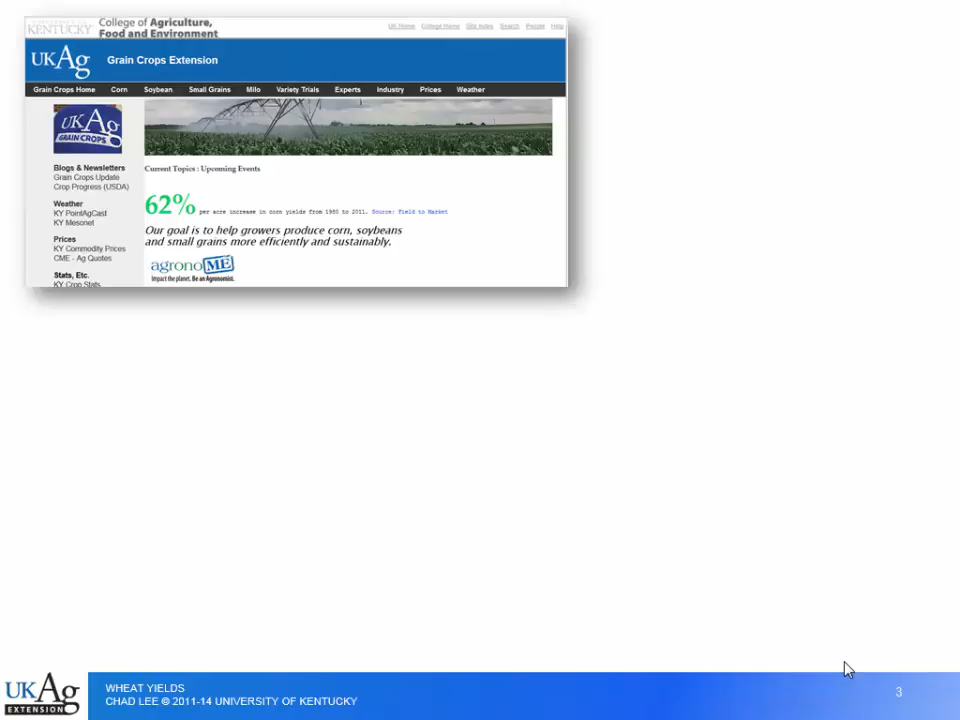 KENTUCKY
College of Agriculture,
Food and Environment
UK Home College Home Site Index Search People Help
UKAg
Grain Crops Extension
Grain Crops Home Corn Soybean Small Grains Milo Variety Trials Experts Industry Prices Weather
UKAg
GRAIN CROPS
Blogs & Newsletters
Grain Crops Update
Crop Progress (USDA)
Weather
KY PointAgCast
KY Mesonet
Prices
KY Commodity Prices
CME - Ag Quotes
Stats, Etc.
KY Crop Stats
Current Topics : Upcoming Events
62% per acre increase in corn yields from 1980 to 2011. Source: Field to Market
Our goal is to help growers produce corn, soybeans
and small grains more efficiently and sustainably.
agronoME
Impact the planet. Be an Agronomist.
UKAg
EXTENSION
WHEAT YIELDS
CHAD LEE © 2011-14 UNIVERSITY OF KENTUCKY
3